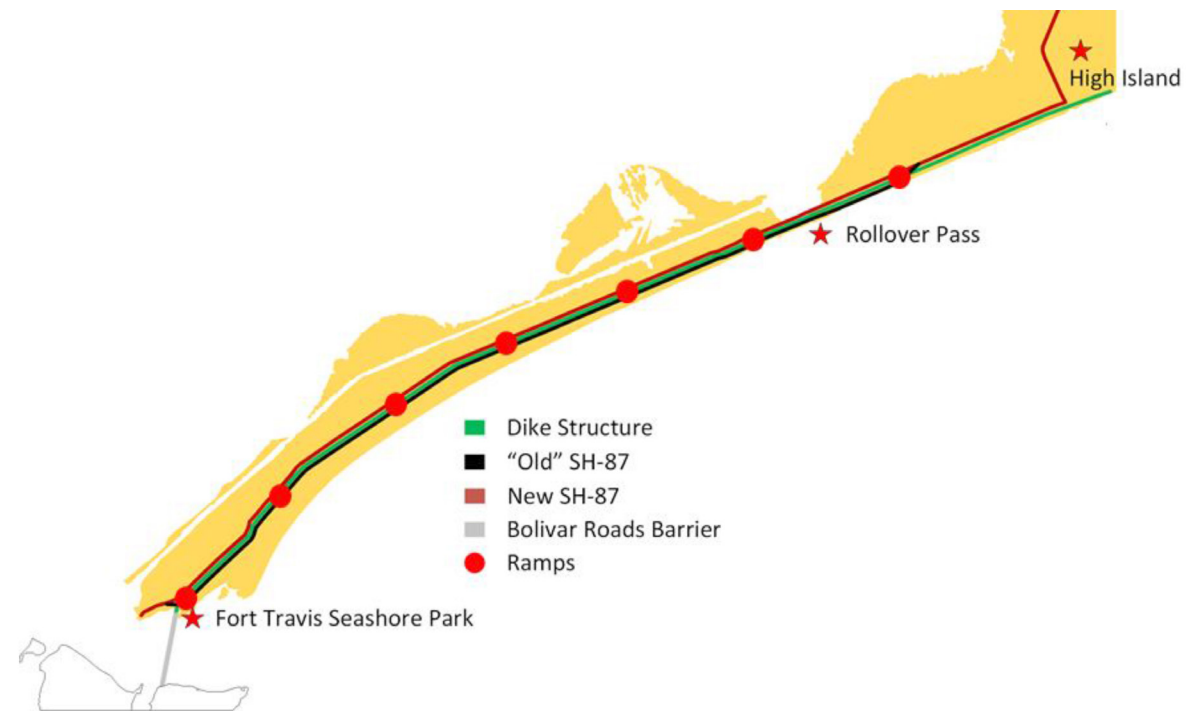 High Island
Rollover Pass
Dike Structure
“Old” SH-87
New SH-87
Bolivar Roads Barrier
Ramps
Fort Travis Seashore Park